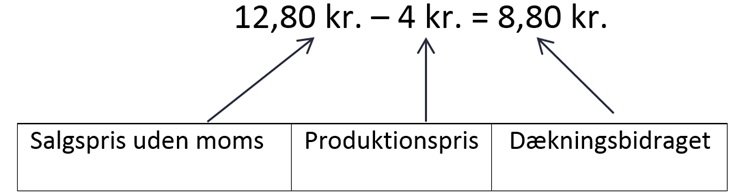 12,80 kr. – 4 kr. = 8,80 kr.
Salgspris uden moms Produktionspris Dækningsbidraget